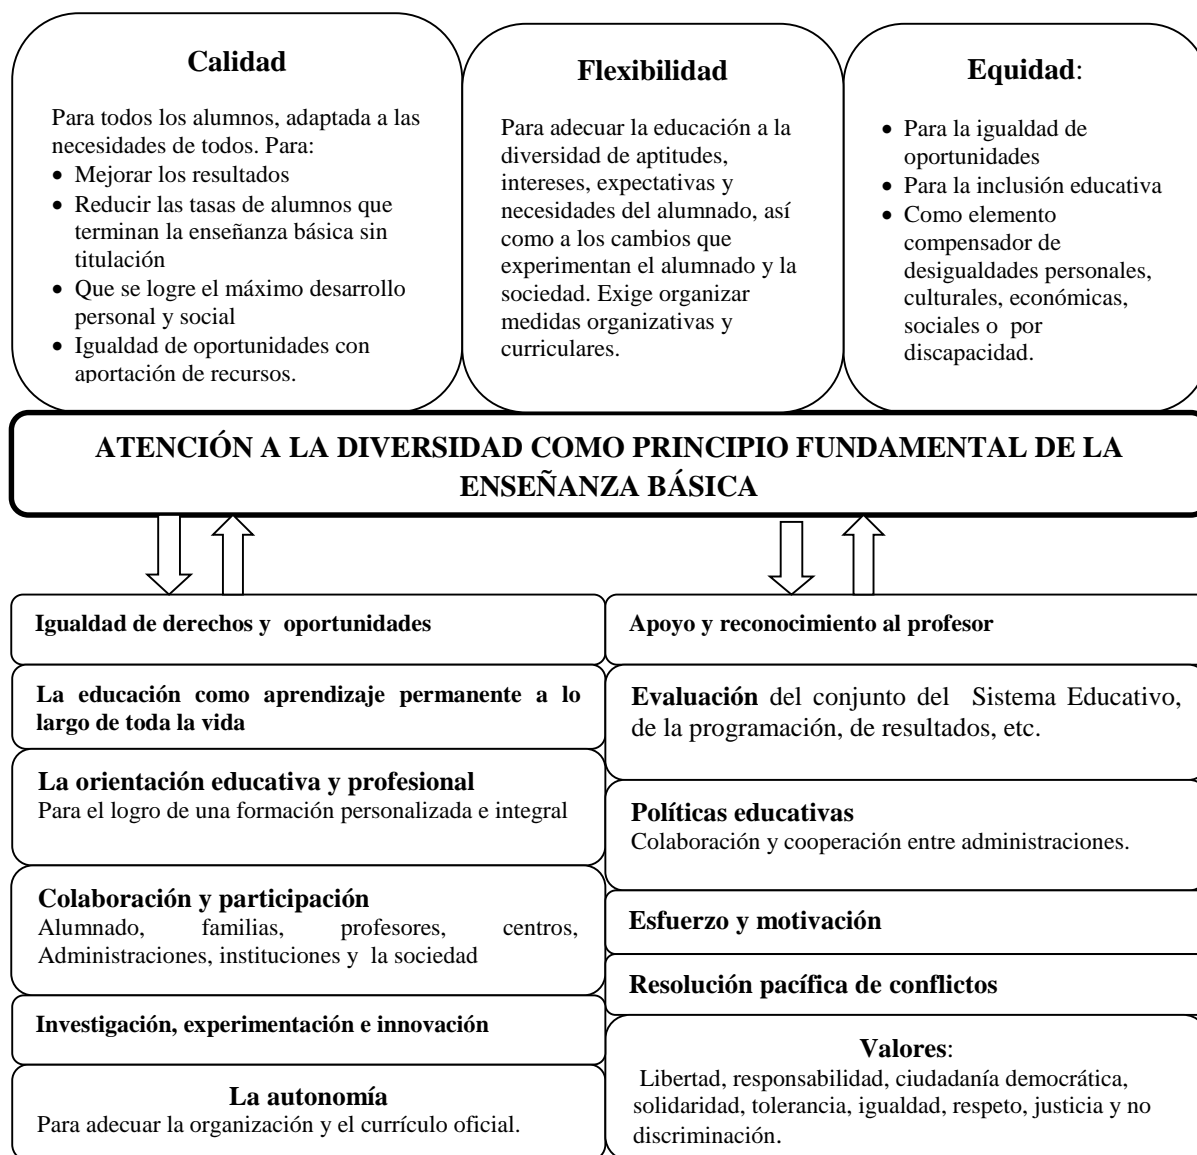 Calidad
Para todos los alumnos, adaptada a las
necesidades de todos. Para:
• Mejorar los resultados
• Reducir las tasas de alumnos que
terminan la enseñanza básica sin
titulación
• Que se logre el máximo desarrollo
personal y social
• Igualdad de oportunidades con
aportación de recursos.
Flexibilidad
Para adecuar la educación a la
diversidad de aptitudes,
intereses, expectativas y
necesidades del alumnado, así
como a los cambios que
experimentan el alumnado y la
sociedad. Exige organizar
medidas organizativas y
curriculares.
Equidad:
• Para la igualdad de
oportunidades
• Para la inclusión educativa
• Como elemento
compensador de
desigualdades personales,
culturales, económicas,
sociales o por
discapacidad.
ATENCIÓN A LA DIVERSIDAD COMO PRINCIPIO FUNDAMENTAL DE LA
ENSEÑANZA BÁSICA
Igualdad de derechos y oportunidades
La educación como aprendizaje permanente a lo
largo de toda la vida
La orientación educativa y profesional
Para el logro de una formación personalizada e integral
Colaboración y participación
Alumnado, familias, profesores, centros,
Administraciones, instituciones y la sociedad
Investigación, experimentación e innovación
La autonomía
Para adecuar la organización y el currículo oficial.
Apoyo y reconocimiento al profesor
Evaluación del conjunto del Sistema Educativo,
de la programación, de resultados, etc.
Políticas educativas
Colaboración y cooperación entre administraciones.
Esfuerzo y motivación
Resolución pacífica de conflictos
Valores:
Libertad, responsabilidad, ciudadanía democrática,
solidaridad, tolerancia, igualdad, respeto, justicia y no
discriminación.